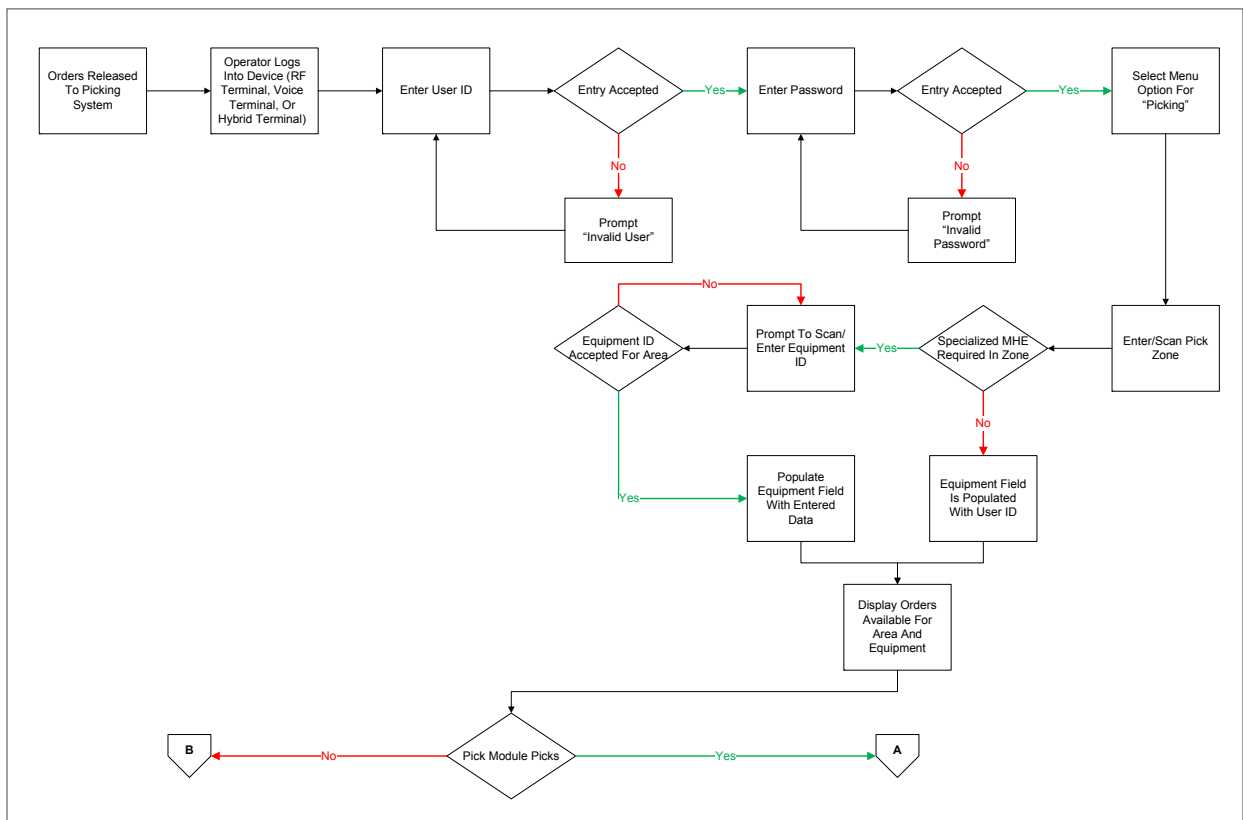 Orders Released
To Picking
System
Operator Logs
Into Device (RF
Terminal, Voice
Terminal, Or
Hybrid Terminal)
Enter User ID
Entry Accepted
Yes
Enter Password
Entry Accepted
Yes
Select Menu
Option For
“Picking”
No
Prompt
“Invalid User”
No
Prompt
“Invalid
Password”
No
Equipment ID
Accepted For Area
Prompt To Scan/
Enter Equipment
ID
Yes
Specialized MHE
Required In Zone
Enter/Scan Pick
Zone
No
Yes
Populate
Equipment Field
With Entered
Data
Equipment Field
Is Populated
With User ID
Display Orders
Available For
Area And
Equipment
B
No
Pick Module Picks
Yes
A